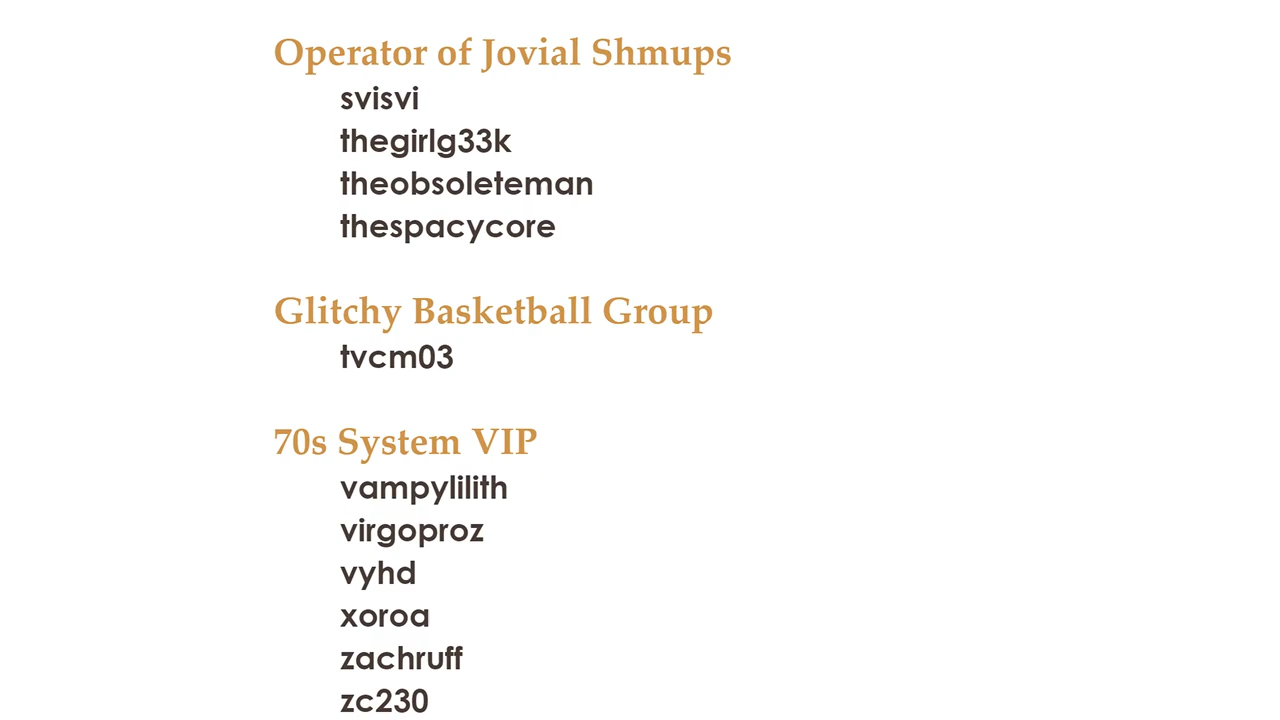 Operator of Jovial Shmups
svisvi
thegirlg33k
theobsoleteman
thespacycore
Glitchy Basketball Group
tvcm03
70s System VIP
vampylilith
virgoproz
vyhd
xoroa
zachruff
zc230